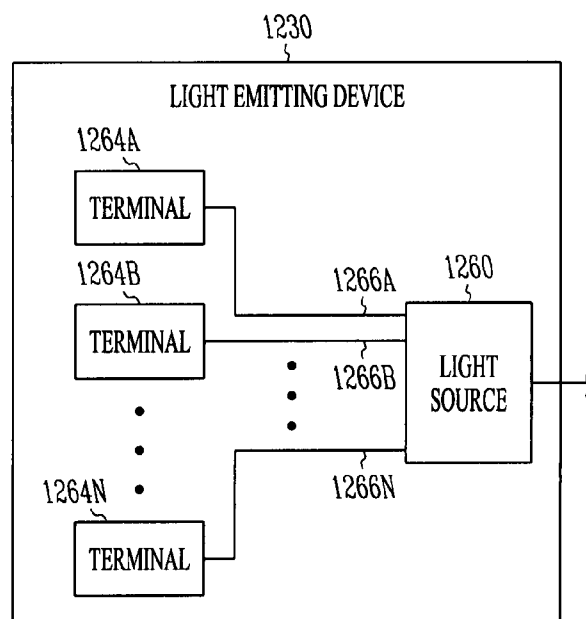 1230
LIGHT EMITTING DEVICE
1264A
TERMINAL
1264B
TERMINAL
1264N
TERMINAL
1266A
1266B
1266N
1260
LIGHT
SOURCE